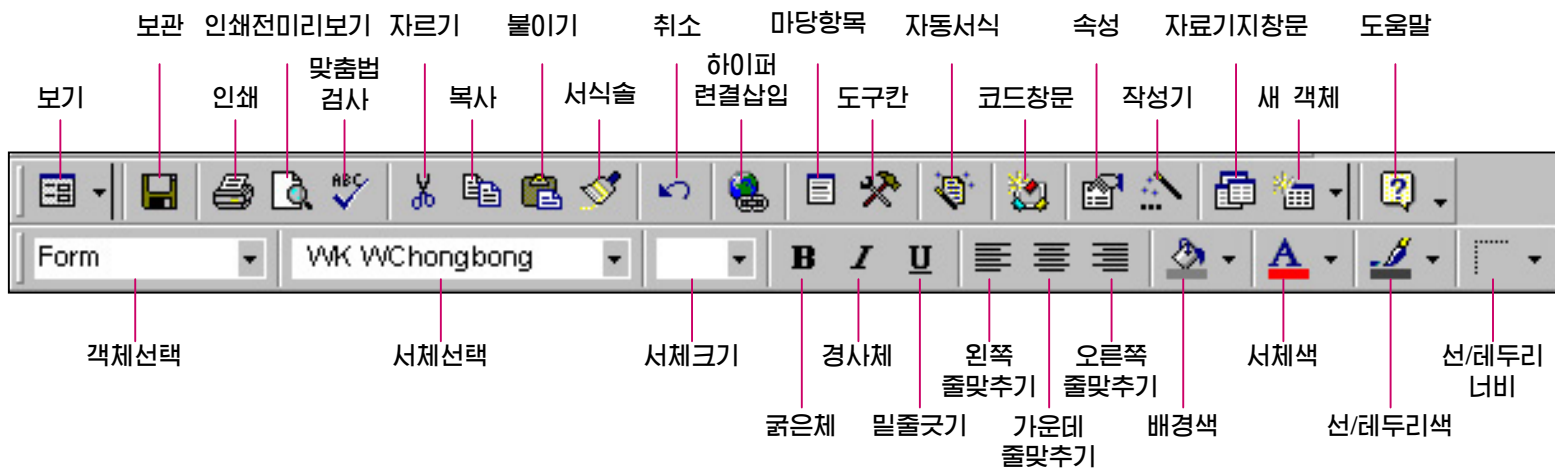 보관 인쇄전미리보기 자르기 붙이기 취소 마당항목 자동서식 속성 자료기지창문 도움말
보기 인쇄 맞춤법
검사 복사 서식솔 하이퍼
련결삽입 도구칸 코드창문 작성기 새 객체
ABC
Form WK WChongbong B I U A
객체선택 서체선택 서체크기 경사체 왼쪽
줄맞추기 오른쪽
줄맞추기 서체색 선/테두리
너비
굵은체 밑줄긋기 가운데
줄맞추기 배경색 선/테두리색